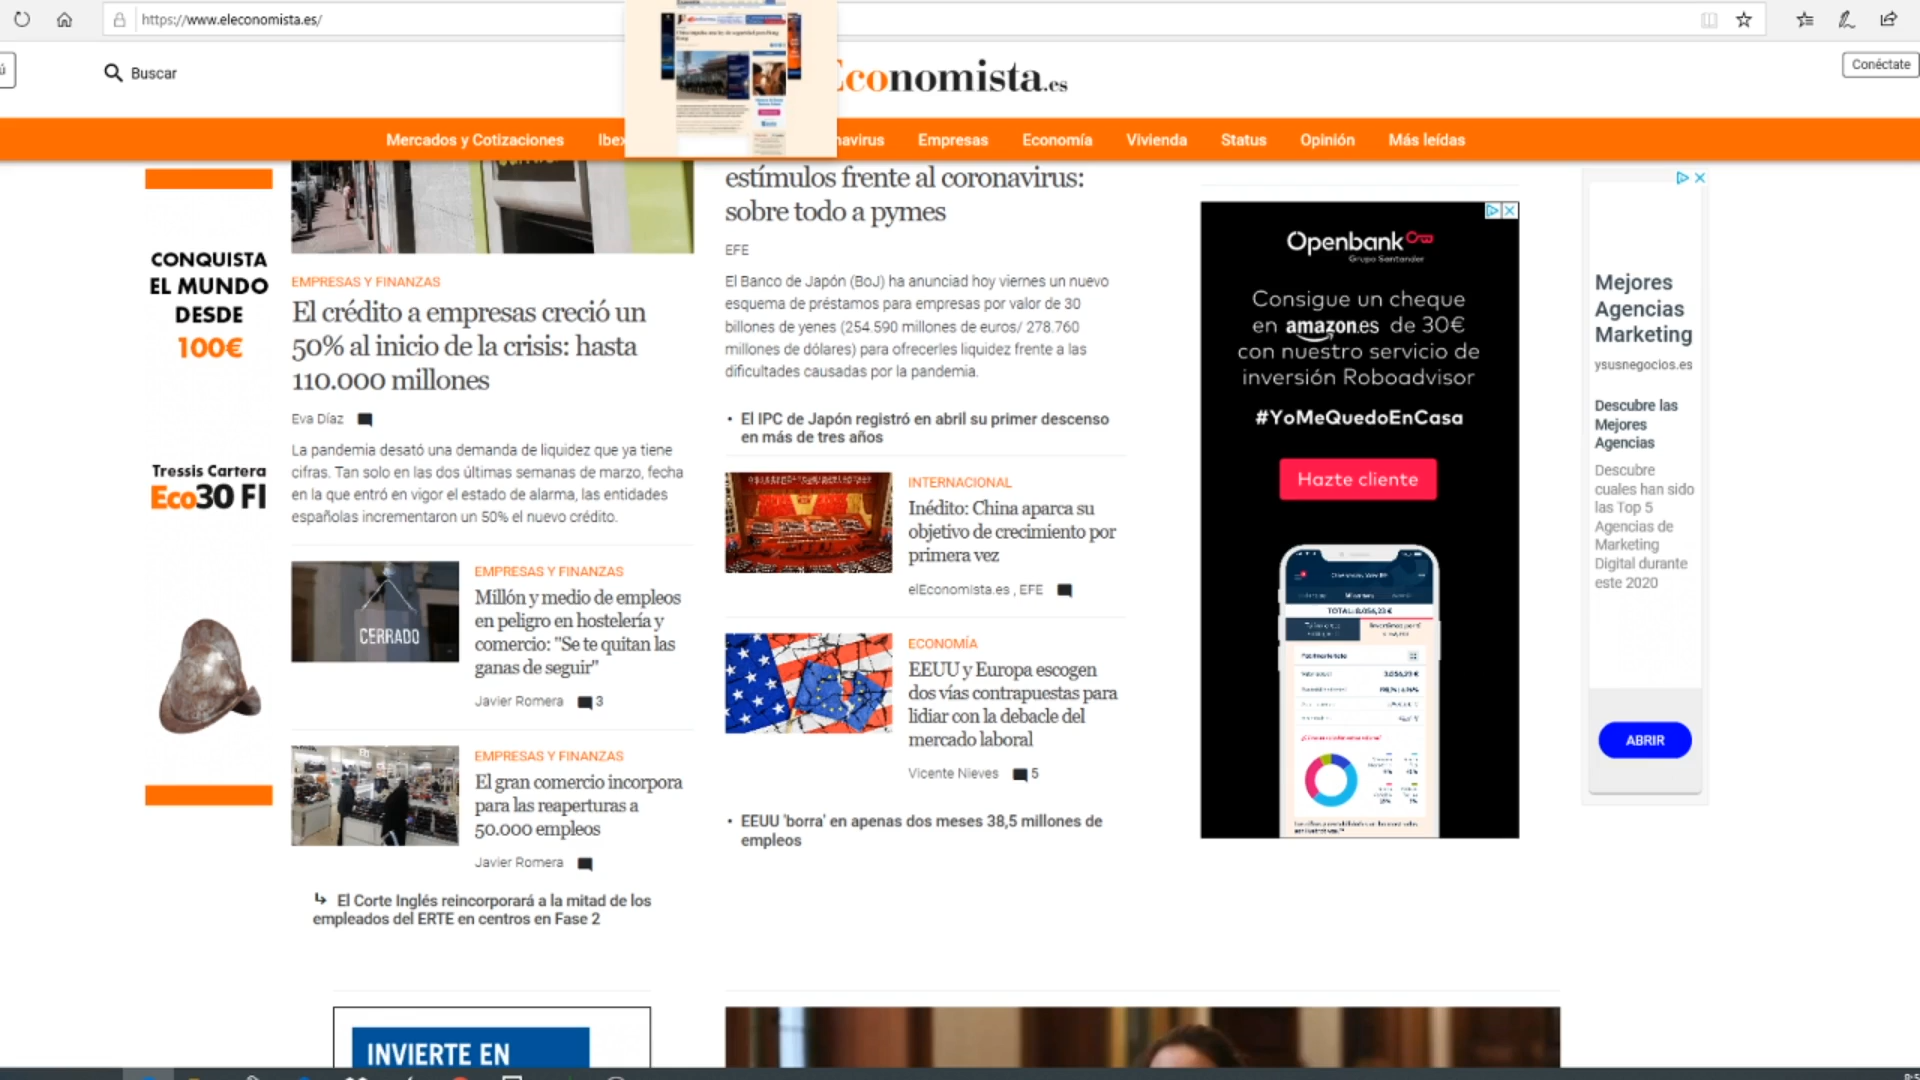 https://www.eleconomista.es/
Buscar
Economista.es
Conéctate
Mercados y Cotizaciones
Empresas
Economía
Vivienda
Status
Opinión
Más leídas
CONQUISTA
EL MUNDO
DESDE
100€
Tressis Cartera
Eco30 FI
EMPRESAS Y FINANZAS
El crédito a empresas creció un
50% al inicio de la crisis: hasta
110.000 millones
Eva Díaz
La pandemia desató una demanda de liquidez que ya tiene
cifras. Tan solo en las dos últimas semanas de marzo, fecha
en la que entró en vigor el estado de alarma, las entidades
españolas incrementaron un 50% el nuevo crédito.
CERRADO
EMPRESAS Y FINANZAS
Millón y medio de empleos
en peligro en hostelería y
comercio: "Se te quitan las
ganas de seguir"
Javier Romera 3
EMPRESAS Y FINANZAS
El gran comercio incorpora
para las reaperturas a
50.000 empleos
Javier Romera
El Corte Inglés reincorporará a la mitad de los
empleados del ERTE en centros en Fase 2
INVIERTE EN
estímulos frente al coronavirus:
sobre todo a pymes
EFE
El Banco de Japón (BoJ) ha anunciad hoy viernes un nuevo
esquema de préstamos para empresas por valor de 30
billones de yenes (254.590 millones de euros/ 278.760
millones de dólares) para ofrecerles liquidez frente a las
dificultades causadas por la pandemia.
• El IPC de Japón registró en abril su primer descenso
en más de tres años
INTERNACIONAL
Inédito: China aparca su
objetivo de crecimiento por
primera vez
elEconomista.es , EFE
ECONOMÍA
EEUU y Europa escogen
dos vías contrapuestas para
lidiar con la debacle del
mercado laboral
Vicente Nieves 5
• EEUU 'borra' en apenas dos meses 38,5 millones de
empleos
Openbank
Grupo Santander
Consigue un cheque
en amazon.es de 30€
con nuestro servicio de
inversión Roboadvisor
#YoMeQuedoEnCasa
Hazte cliente
TOTAL: 8.056,23 €
Mejores
Agencias
Marketing
ysusnegocios.es
Descubre las
Mejores
Agencias
Descubre
cuales han sido
las Top 5
Agencias de
Marketing
Digital durante
este 2020
ABRIR